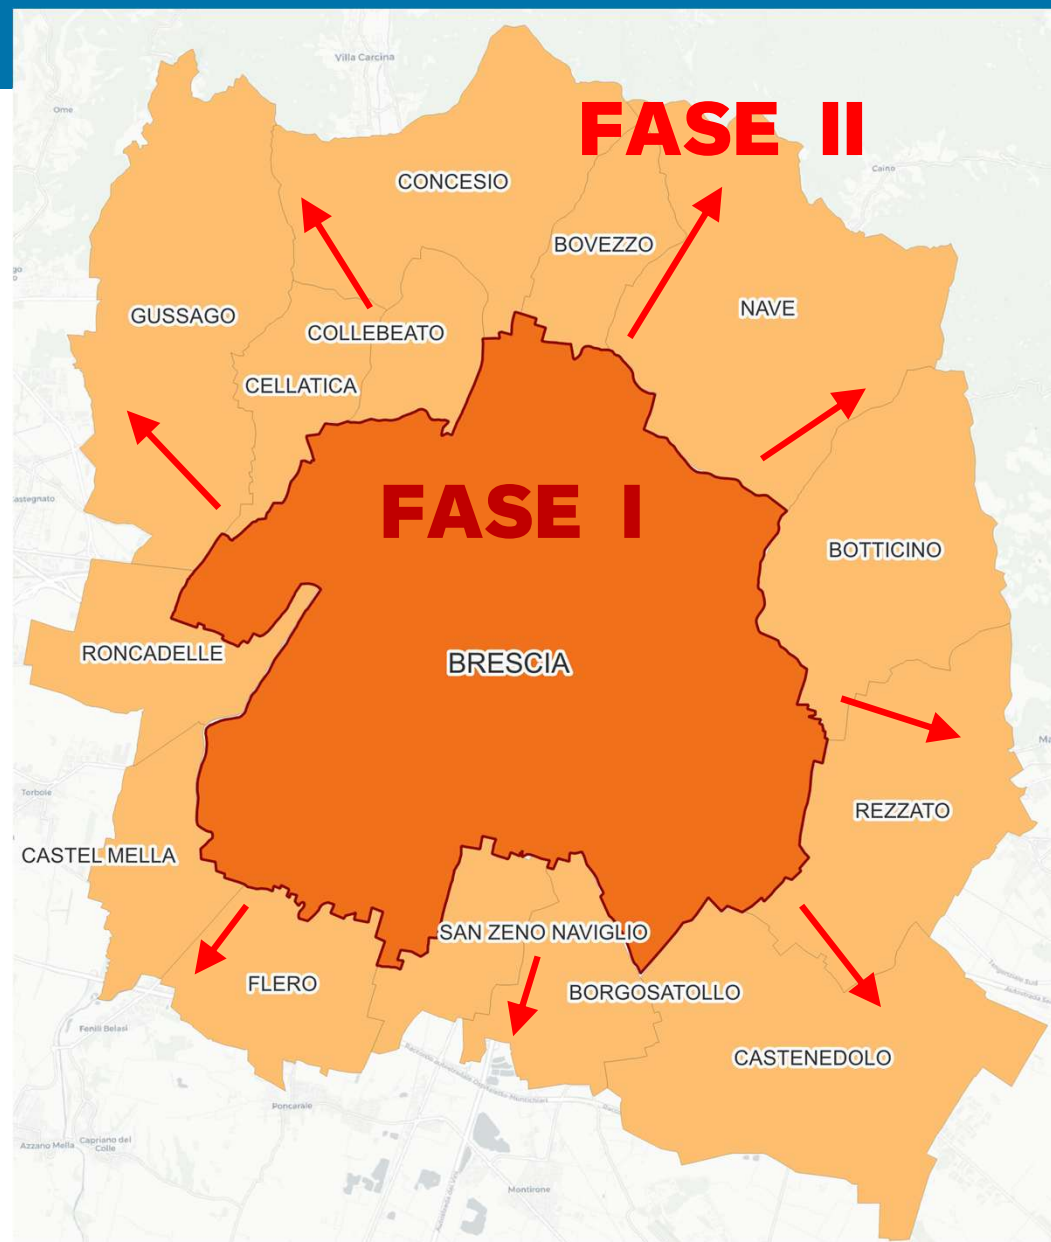 Villa Carcina
FASE II
Ome
Caino
CONCESIO
BOVEZZO
NAVE
GUSSAGO
COLLEBEATO
CELLATICA
FASE I
BOTTICINO
RONCADELLE
BRESCIA
Torbole
REZZATO
CASTEL MELLA
SAN ZENO NAVIGLIO
FLERO
BORGOSATOLLO
Fenili Belasi
CASTENEDOLO
Poncarale
Azzano Mella
Capriano del
Colle
Montirone